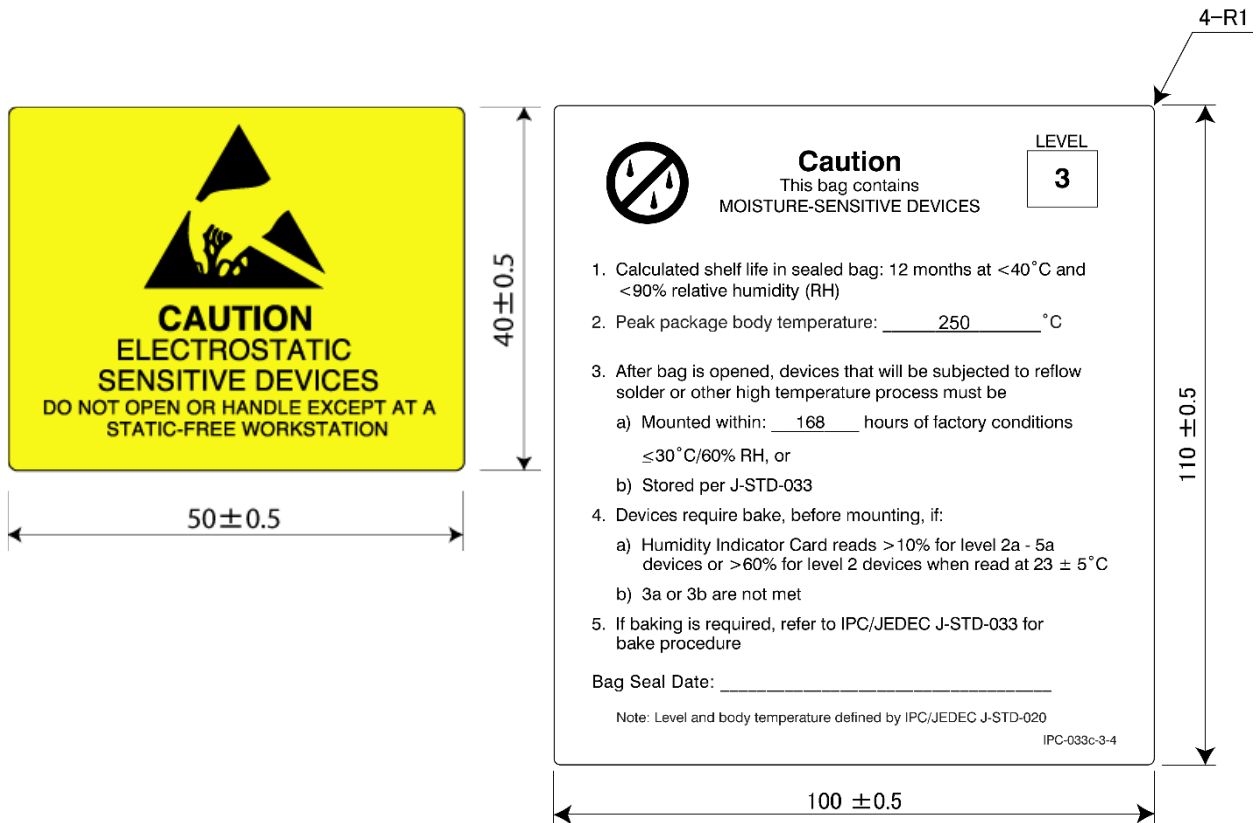 4-R1
CAUTION
ELECTROSTATIC
SENSITIVE DEVICES
DO NOT OPEN OR HANDLE EXCEPT AT A
STATIC-FREE WORKSTATION
40±0.5
50±0.5
Caution
This bag contains
MOISTURE-SENSITIVE DEVICES
LEVEL
3
1. Calculated shelf life in sealed bag: 12 months at <40˚C and
<90% relative humidity (RH)
2. Peak package body temperature: 250 ˚C
3. After bag is opened, devices that will be subjected to reflow
solder or other high temperature process must be
a) Mounted within: 168 hours of factory conditions
≤30˚C/60% RH, or
b) Stored per J-STD-033
4. Devices require bake, before mounting, if:
a) Humidity Indicator Card reads >10% for level 2a - 5a
devices or >60% for level 2 devices when read at 23 ± 5˚C
b) 3a or 3b are not met
5. If baking is required, refer to IPC/JEDEC J-STD-033 for
bake procedure
Bag Seal Date: ____________________________________
Note: Level and body temperature defined by IPC/JEDEC J-STD-020
IPC-033c-3-4
110 ±0.5
100 ±0.5